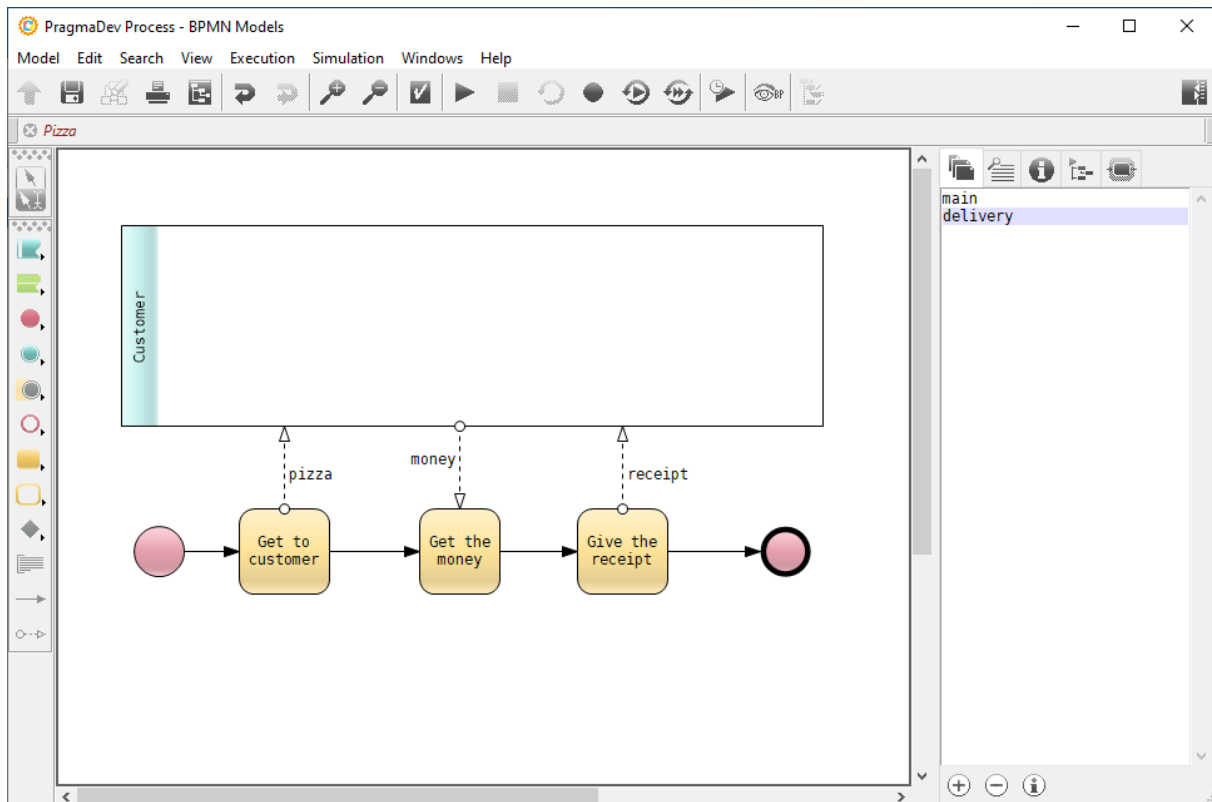 PragmaDev Process - BPMN Models
Model Edit Search View Execution Simulation Windows Help
BP
Pizza
main
delivery
Customer
pizza
money
receipt
Get to
customer
Get the
money
Give the
receipt